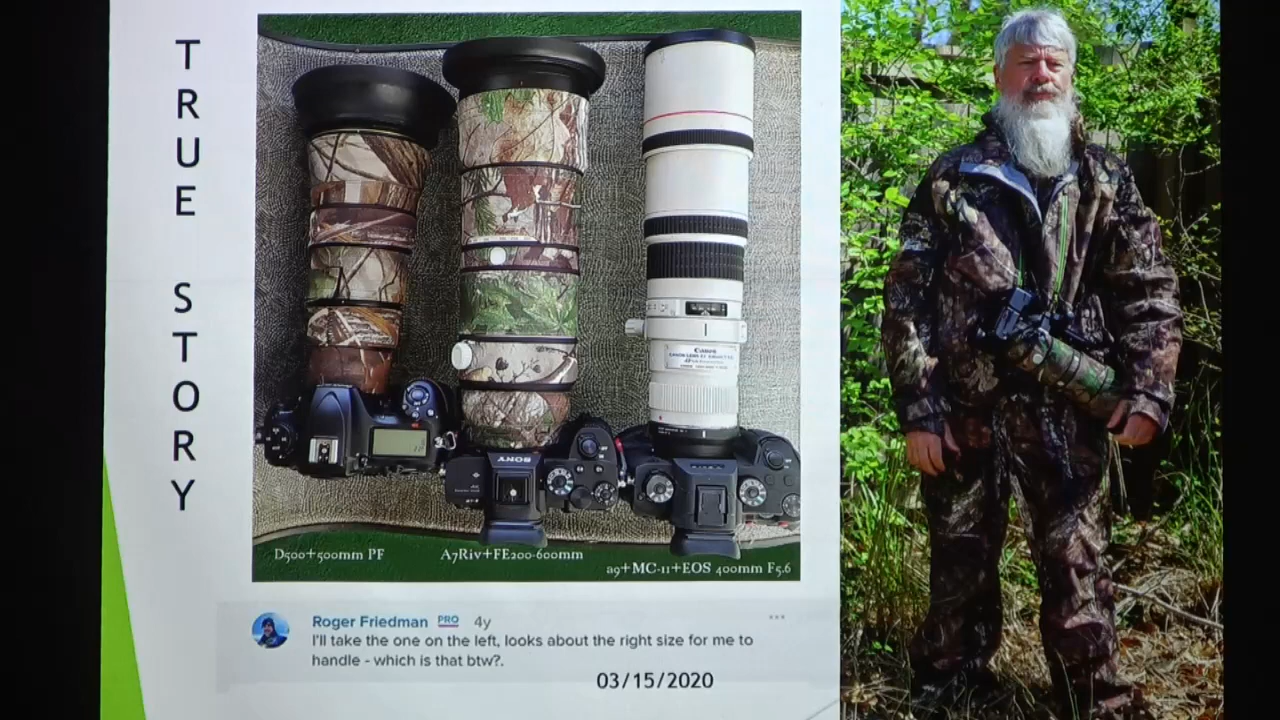 TRUE STORY
Canon
SONY
D500+500mm PF
A7Riv+FE200-600mm
a9+MC-11+EOS 400mm F5.6
Roger Friedman PRO 4y
I'll take the one on the left, looks about the right size for me to
handle - which is that btw?.
03/15/2020